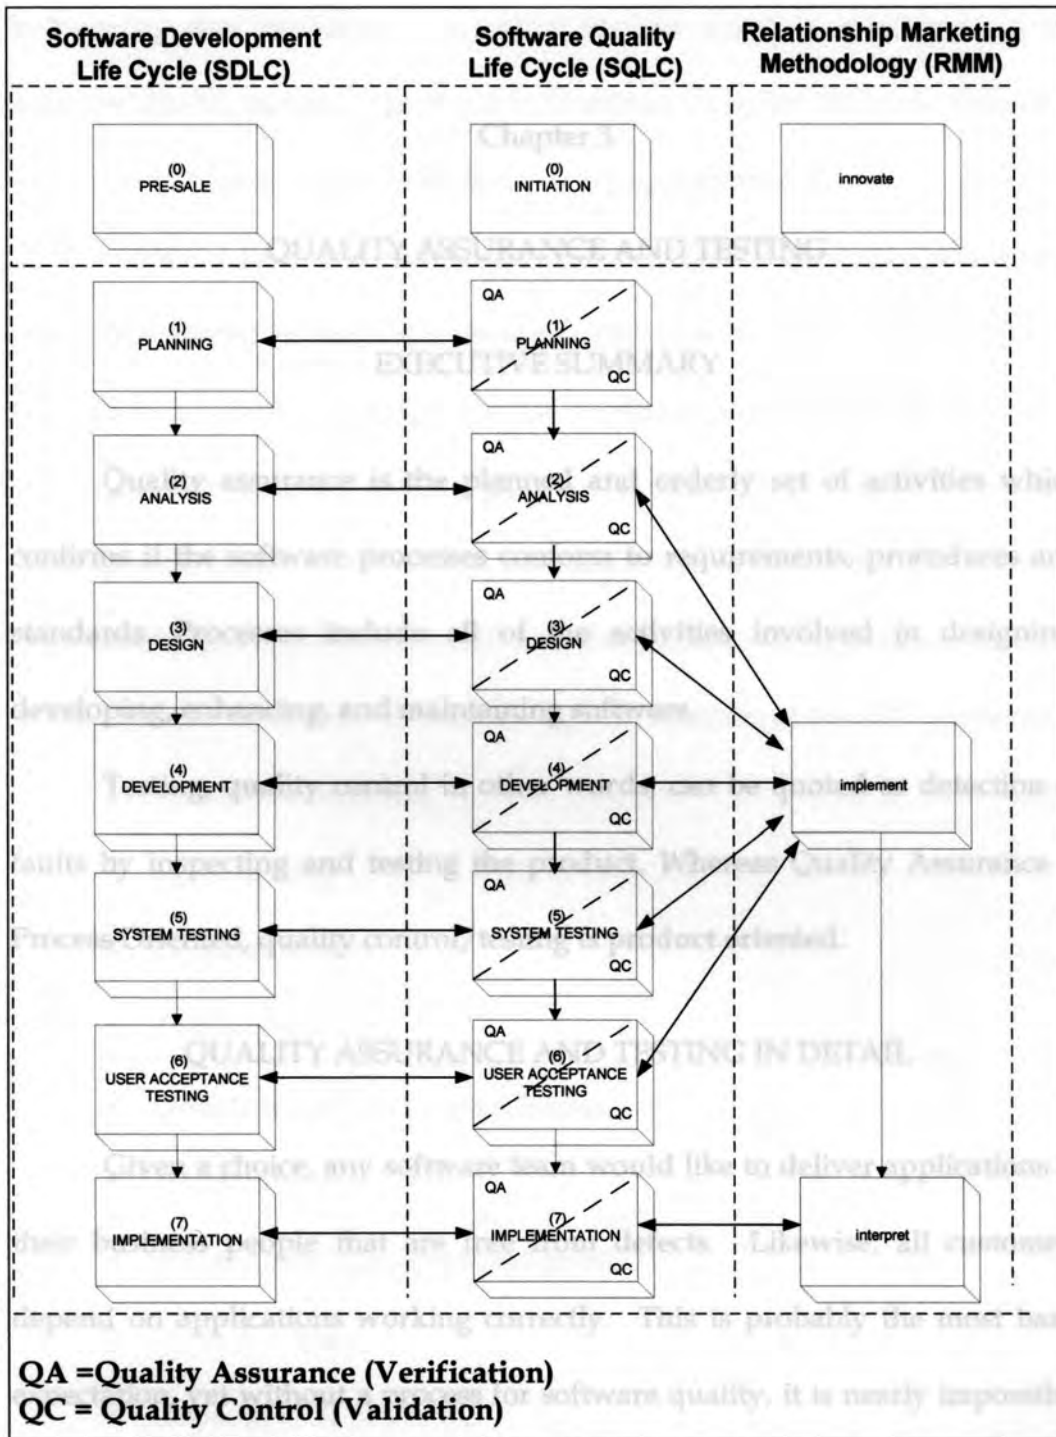 Software Development
Life Cycle (SDLC)
Software Quality
Life Cycle (SQLC)
Relationship Marketing
Methodology (RMM)
Chapter 3
(0)
PRE-SALE
(0)
INITIATION
innovate
QUALITY ASSURANCE AND TESTING
(1)
PLANNING
QA
(1)
PLANNING
QC
EXECUTIVE SUMMARY
(2)
ANALYSIS
QA
(2)
ANALYSIS
QC
Quality assurance is the planned and orderly set of activities which
confirms if the software processes conform to requirements, procedures and
(3)
DESIGN
QA
(3)
DESIGN
QC
standards. Processes include all of the activities involved in designing,
developing, enhancing, and maintaining software.
(4)
DEVELOPMENT
QA
(4)
DEVELOPMENT
QC
implement
Testing, quality control in other words, can be quoted as detection
faults by inspecting and testing the product. Whereas Quality Assurance
(5)
SYSTEM TESTING
QA
(5)
SYSTEM TESTING
QC
Process oriented, quality control/testing is product oriented.
(6)
USER ACCEPTANCE
TESTING
QA
(6)
USER ACCEPTANCE
TESTING
QC
QUALITY ASSURANCE AND TESTING IN DETAIL
Given a choice, any software team would like to deliver applications
(7)
IMPLEMENTATION
QA
(7)
IMPLEMENTATION
QC
interpret
their business people that are free from defects. Likewise, all customers
depend on applications working correctly. This is probably the most
QA =Quality Assurance (Verification)
expectation, yet without a process for software quality, it is nearly
QC = Quality Control (Validation)